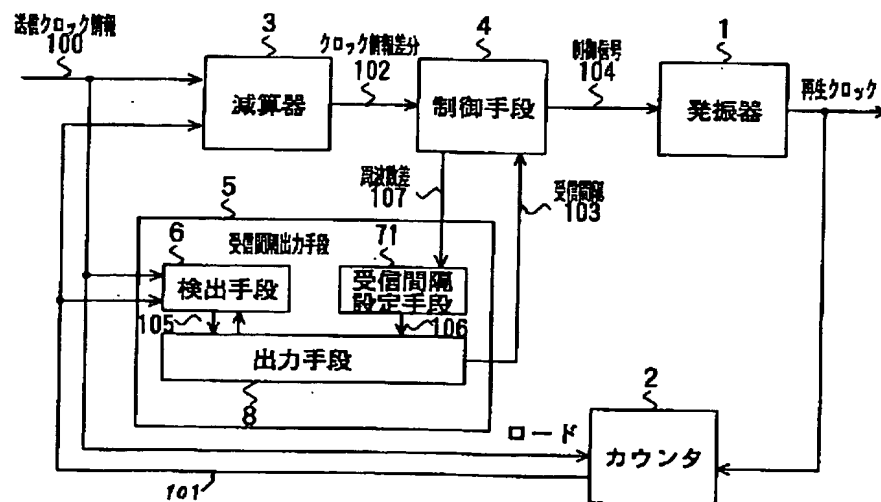 送信クロック情報
100
3
減算器
クロック情報差分
102
4
制御手段
制御信号
104
1
発振器
再生クロック
周波数差
107
受信間隔
103
5
受信間隔出力手段
6
検出手段
71
受信間隔
設定手段
105
106
出力手段
8
ロード
2
カウンタ
101